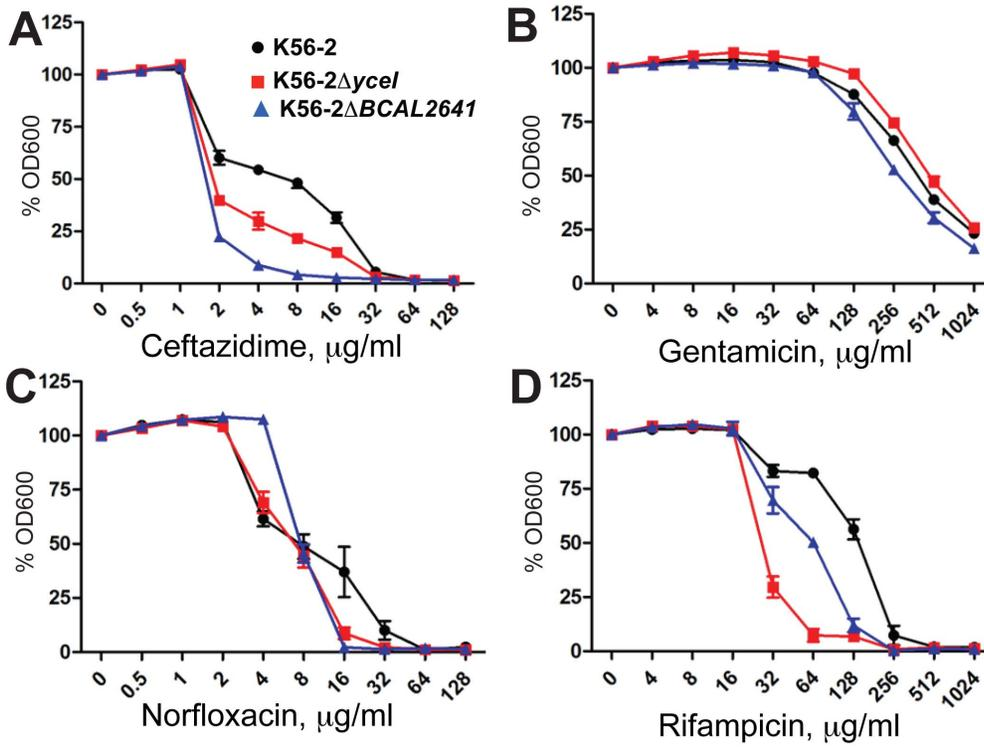 A
125
100
75
50
25
0
% OD600
K56-2
K56-2ΔyceI
K56-2ΔBCAL2641
0 0.5 1 2 4 8 16 32 64 128
Ceftazidime, μg/ml
B
125
100
75
50
25
0
% OD600
0 4 8 16 32 64 128 256 512 1024
Gentamicin, μg/ml
C
125
100
75
50
25
0
% OD600
0 0.5 1 2 4 8 16 32 64 128
Norfloxacin, μg/ml
D
125
100
75
50
25
0
% OD600
0 4 8 16 32 64 128 256 512 1024
Rifampicin, μg/ml